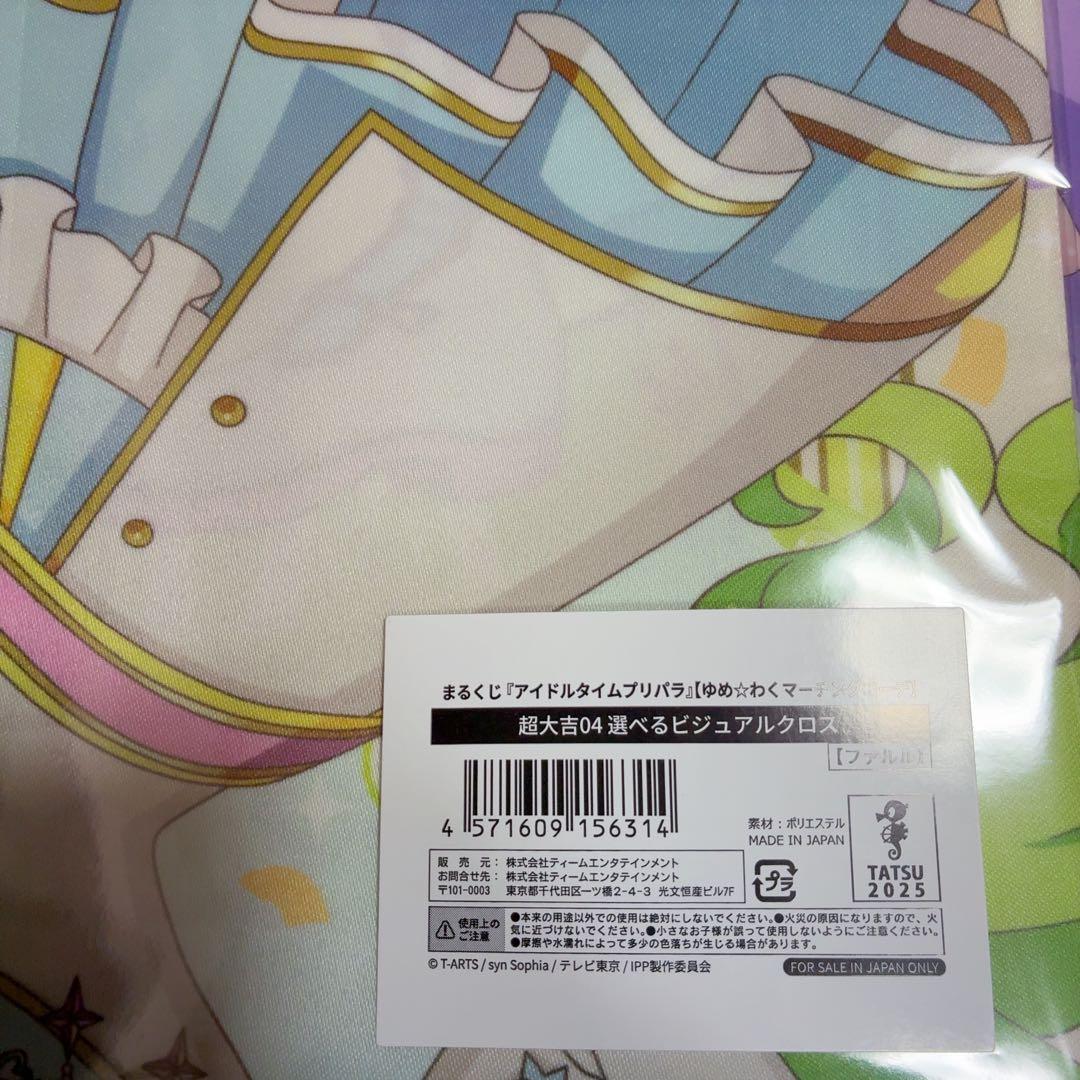 まるくじ『アイドルタイムプリパラ』【ゆめ☆わくマーチングコーデ】
超大吉04 選べるビジュアルクロス
【ファルル】
4 571609 156314
素材：ポリエステル
MADE IN JAPAN
プラ
TATSU
2025
販売元：株式会社ティームエンタテインメント
お問合せ先：株式会社ティームエンタテインメント
〒101-0003 東京都千代田区一ツ橋2-4-3 光文恒産ビル7F
使用上の
ご注意
●本来の用途以外での使用は絶対にしないでください。●火災の原因になりますので、火
気に近づけないでください。●小さなお子様が誤って使用しないようにご注意ください。
●摩擦や水濡れによって多少の色落ちが生じる場合があります。
© T-ARTS / syn Sophia / テレビ東京 / IPP製作委員会
FOR SALE IN JAPAN ONLY